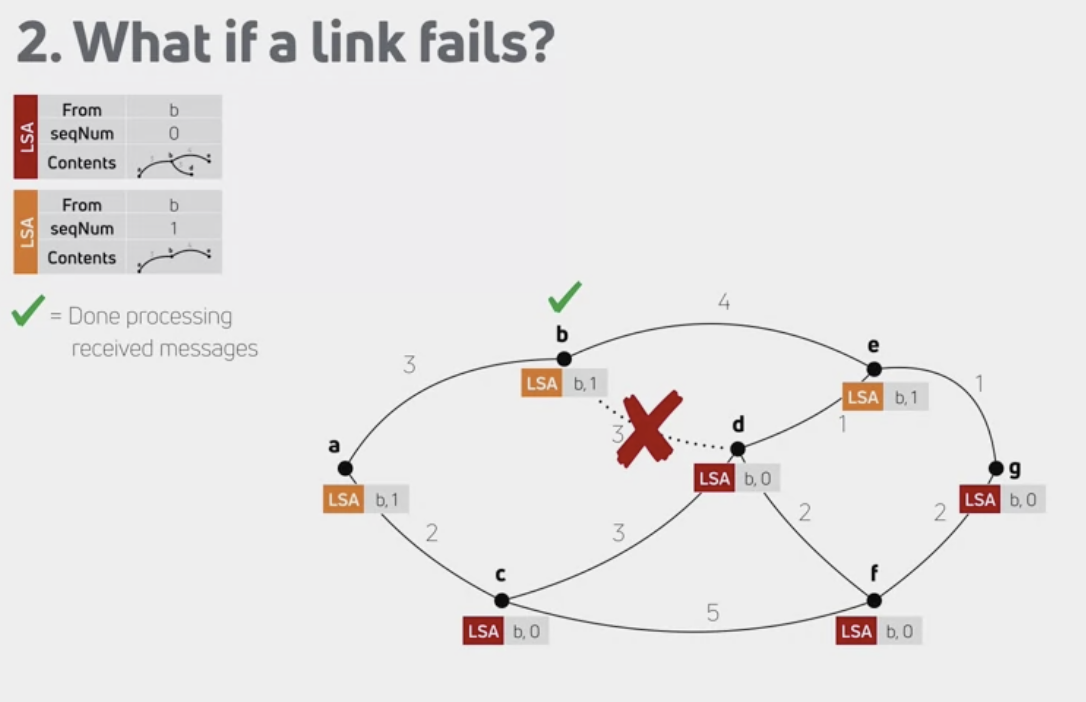 2. What if a link fails?
LSA
From b
seqNum 0
Contents
LSA
From b
seqNum 1
Contents
= Done processing
received messages
4
b
e
3
LSA b, 1
1
LSA b, 1
d
3
1
a
g
LSA b, 0
LSA b, 1
LSA b, 0
2
3
2
2
c
f
5
LSA b, 0
LSA b, 0